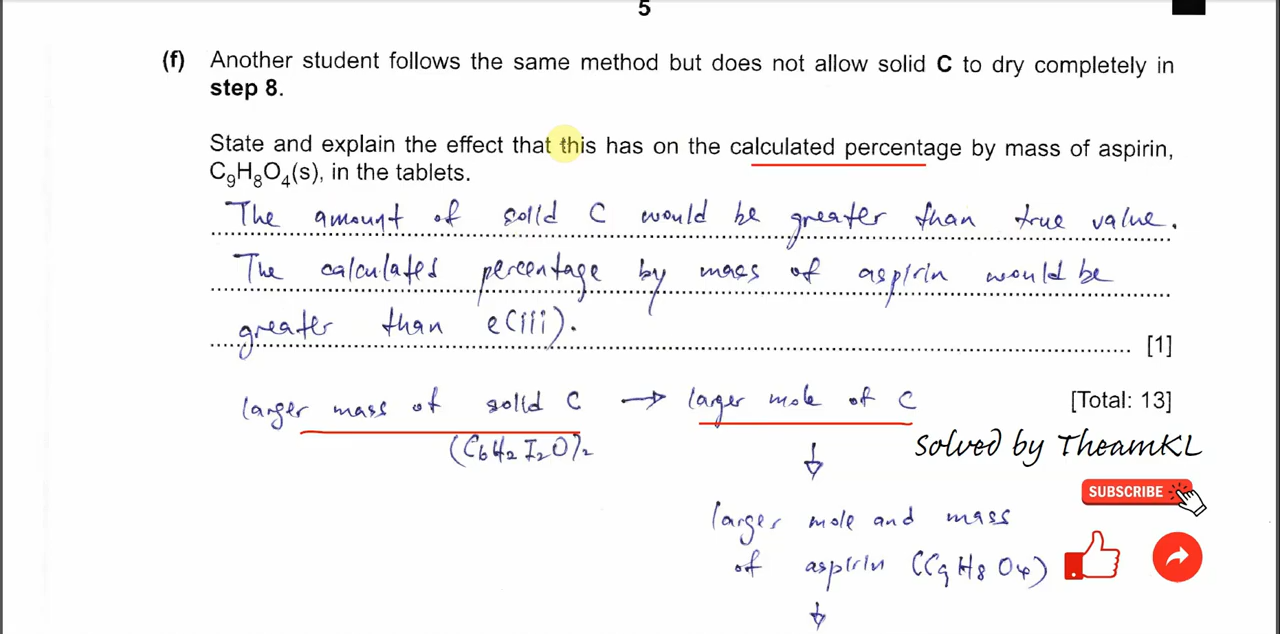 5
(f) Another student follows the same method but does not allow solid C to dry completely in
step 8.
State and explain the effect that this has on the calculated percentage by mass of aspirin,
C₉H₈O₄(s), in the tablets.
The amount of solid C would be greater than true value.
The calculated percentage by mass of aspirin would be
greater than e(iii).
[1]
larger mass of solid C → larger mole of C
[Total: 13]
(C₆H₂I₂O)₂
↓
Solved by TheamKL
SUBSCRIBE
larger mole and mass
of aspirin (C₉H₈O₄)
↓